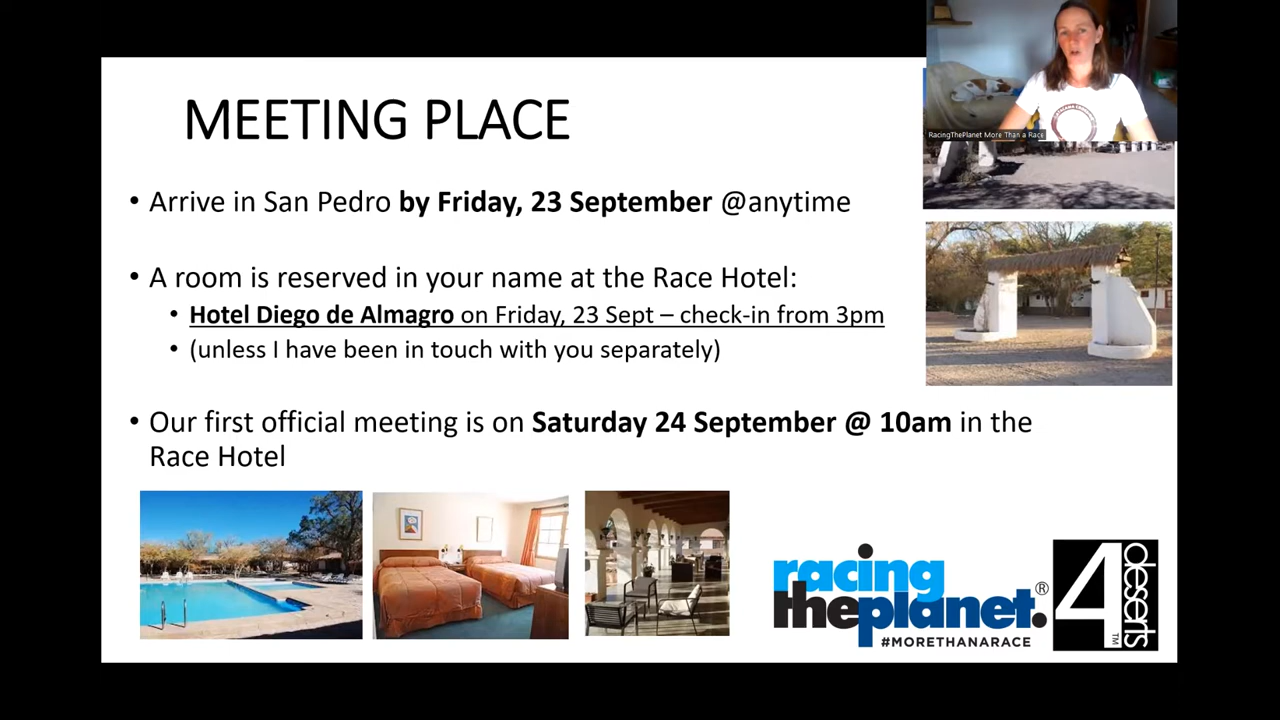 RacingThePlanet More Than a Race
MEETING PLACE
• Arrive in San Pedro by Friday, 23 September @anytime
• A room is reserved in your name at the Race Hotel:
• Hotel Diego de Almagro on Friday, 23 Sept – check-in from 3pm
• (unless I have been in touch with you separately)
• Our first official meeting is on Saturday 24 September @ 10am in the
Race Hotel
racing
theplanet.®
#MORETHANARACE
4 deserts™